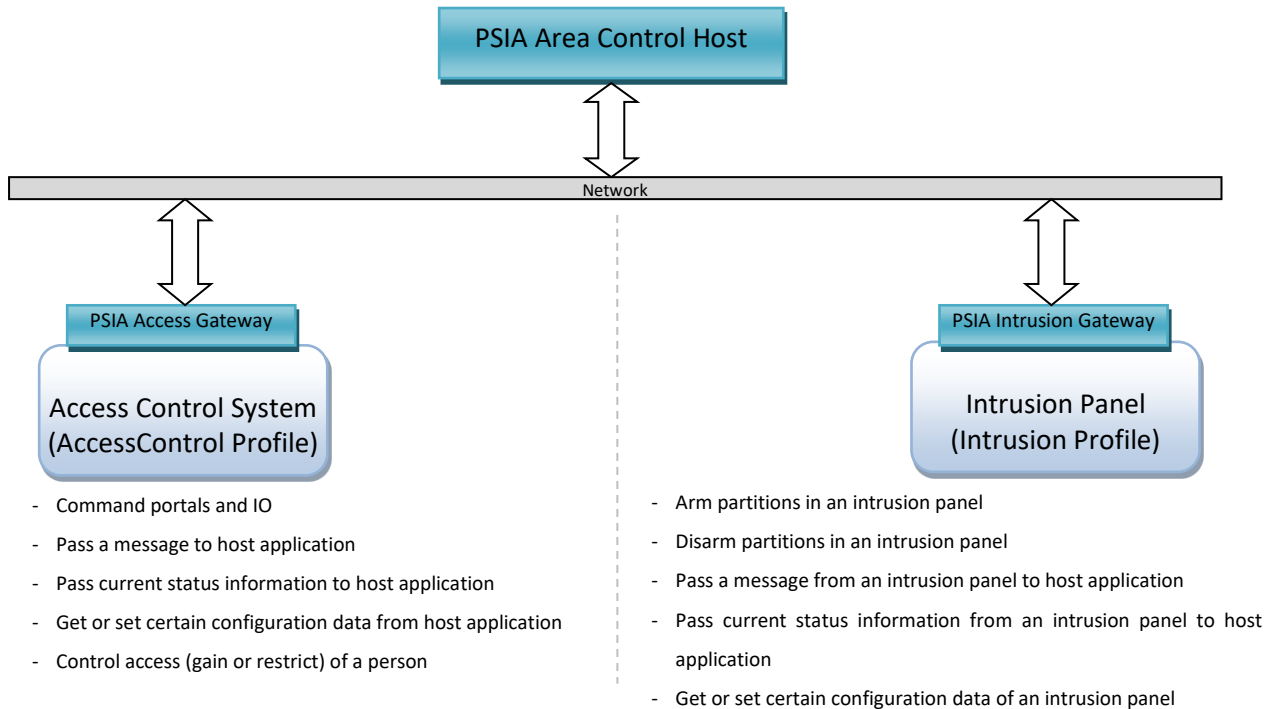 PSIA Area Control Host
Network
PSIA Access Gateway
Access Control System
(AccessControl Profile)
- Command portals and IO
- Pass a message to host application
- Pass current status information to host application
- Get or set certain configuration data from host application
- Control access (gain or restrict) of a person
PSIA Intrusion Gateway
Intrusion Panel
(Intrusion Profile)
- Arm partitions in an intrusion panel
- Disarm partitions in an intrusion panel
- Pass a message from an intrusion panel to host application
- Pass current status information from an intrusion panel to host
application
- Get or set certain configuration data of an intrusion panel